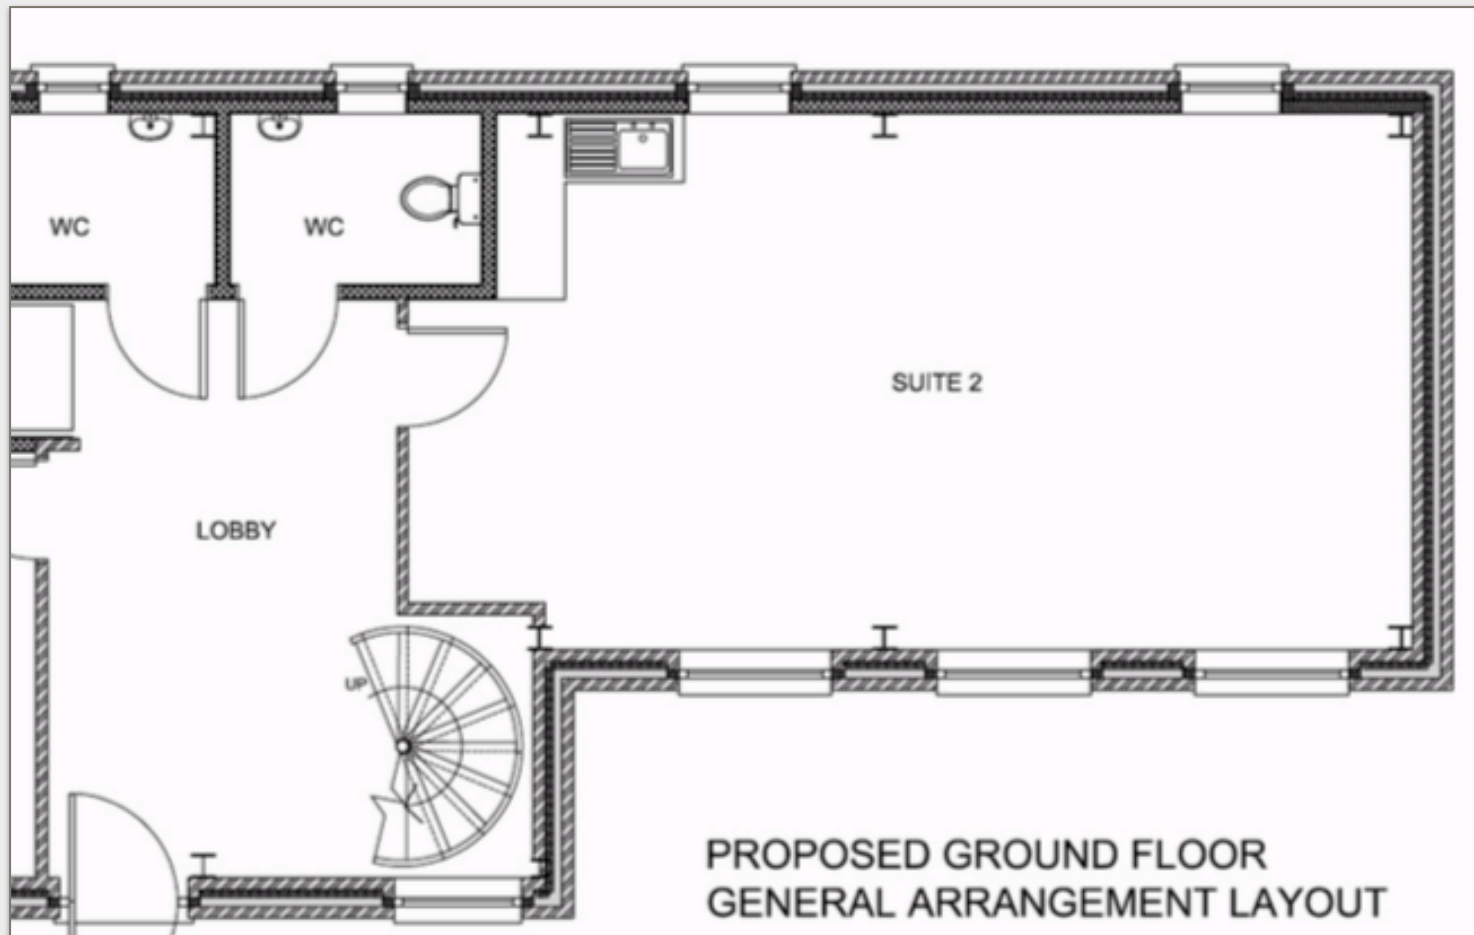 WC
WC
SUITE 2
LOBBY
UP
PROPOSED GROUND FLOOR
GENERAL ARRANGEMENT LAYOUT